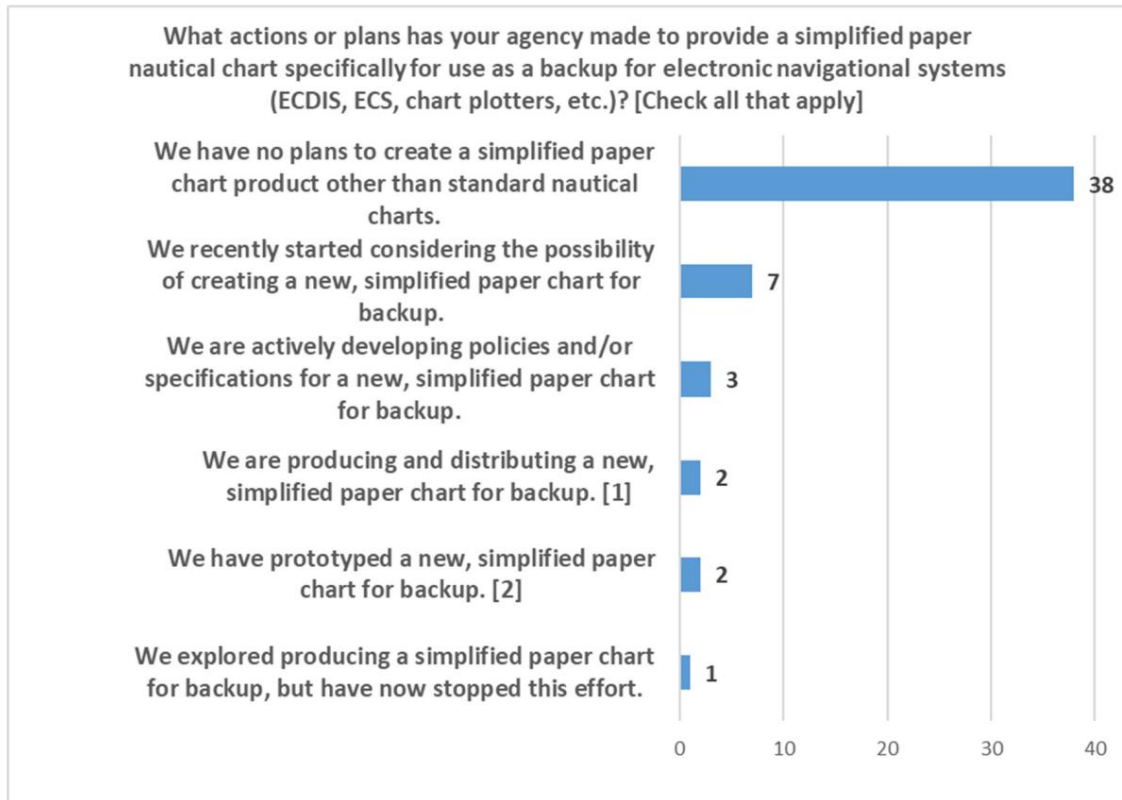 What actions or plans has your agency made to provide a simplified paper
nautical chart specifically for use as a backup for electronic navigational systems
(ECDIS, ECS, chart plotters, etc.)? [Check all that apply]
We have no plans to create a simplified paper
chart product other than standard nautical
charts.
38
We recently started considering the possibility
of creating a new, simplified paper chart for
backup.
7
We are actively developing policies and/or
specifications for a new, simplified paper chart
for backup.
3
We are producing and distributing a new,
simplified paper chart for backup. [1]
2
We have prototyped a new, simplified paper
chart for backup. [2]
2
We explored producing a simplified paper chart
for backup, but have now stopped this effort.
1
0 10 20 30 40